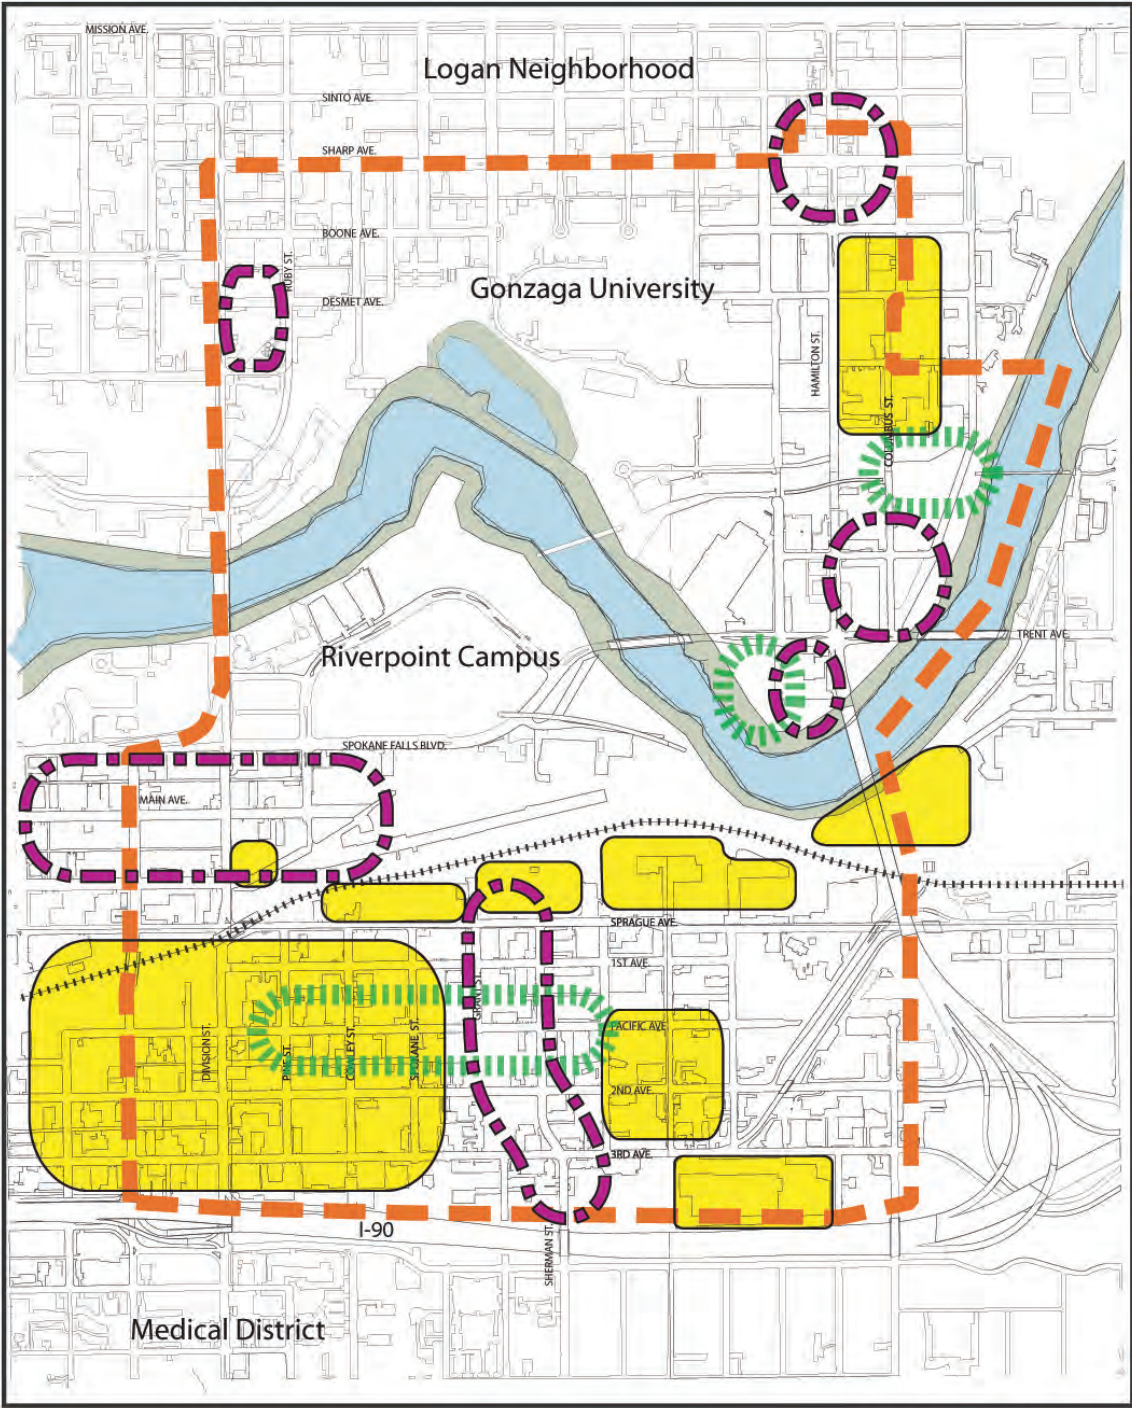 MISSION AVE.
Logan Neighborhood
SINTO AVE.
SHARP AVE.
BOONE AVE.
RUBY ST.
Gonzaga University
DESMET AVE.
HAMILTON ST.
COLUMBUS ST.
TRENT AVE.
Riverpoint Campus
SPOKANE FALLS BLVD.
MAIN AVE.
SPRAGUE AVE.
1ST AVE.
GRANT ST.
PACIFIC AVE.
DIVISION ST.
PINE ST.
COWLEY ST.
SPOKANE ST.
2ND AVE.
3RD AVE.
I-90
SHERMAN ST.
Medical District